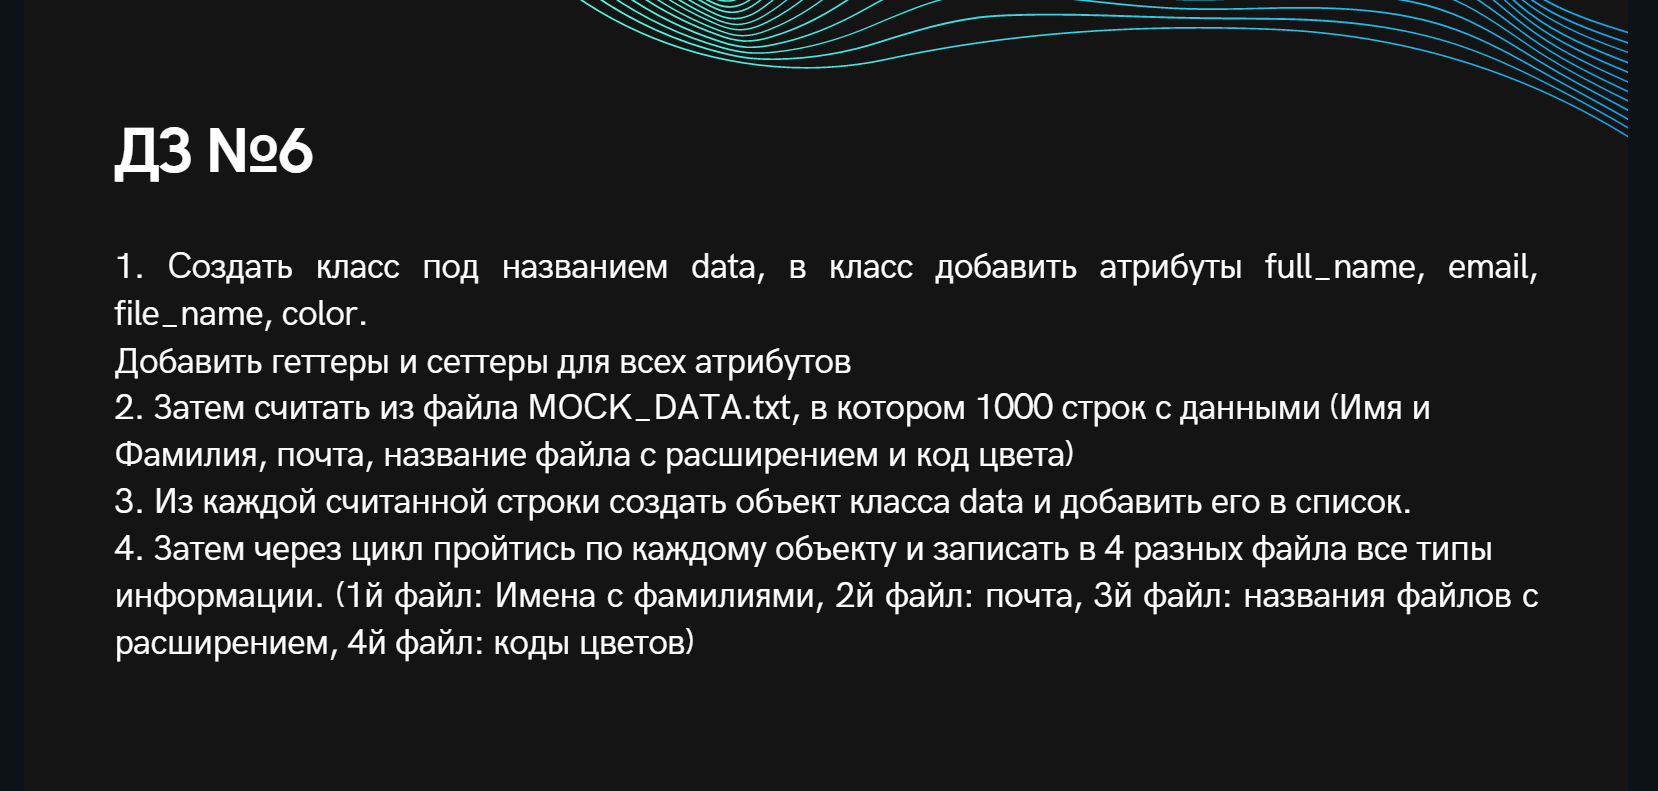 ДЗ №6
1. Создать класс под названием data, в класс добавить атрибуты full_name, email,
file_name, color.
Добавить геттеры и сеттеры для всех атрибутов
2. Затем считать из файла MOCK_DATA.txt, в котором 1000 строк с данными (Имя и
Фамилия, почта, название файла с расширением и код цвета)
3. Из каждой считанной строки создать объект класса data и добавить его в список.
4. Затем через цикл пройтись по каждому объекту и записать в 4 разных файла все типы
информации. (1й файл: Имена с фамилиями, 2й файл: почта, 3й файл: названия файлов с
расширением, 4й файл: коды цветов)